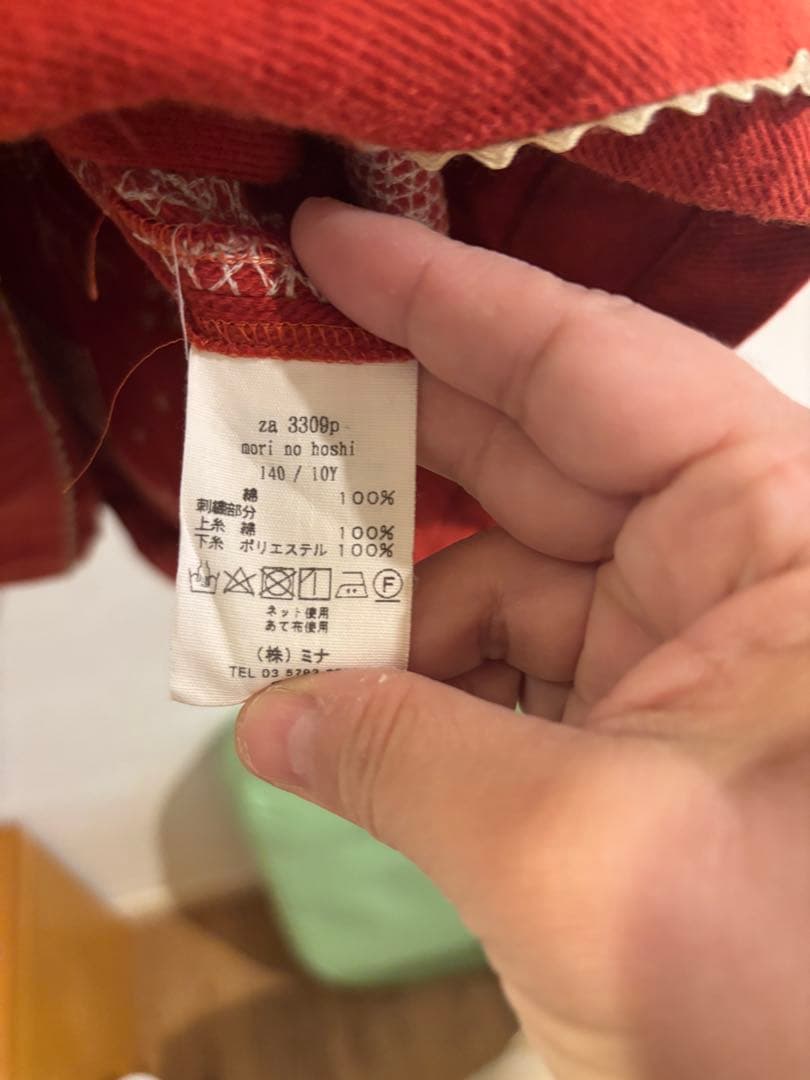 za 3309p
mori no hoshi
140 / 10Y
綿 100%
刺繍部分
上糸 綿 100%
下糸 ポリエステル 100%
F
ネット使用
あて布使用
(株)ミナ
TEL 03